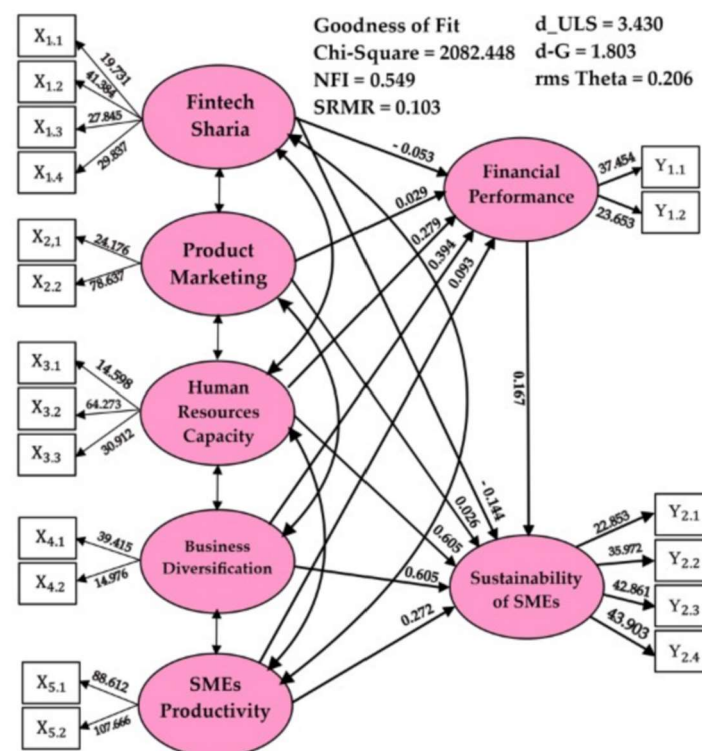 Goodness of Fit
Chi-Square = 2082.448
NFI = 0.549
SRMR = 0.103
d_ULS = 3.430
d-G = 1.803
rms Theta = 0.206
X1.1
X1.2
X1.3
X1.4
19.731
41.384
27.845
29.837
Fintech
Sharia
X2,1
X2.2
24.176
78.637
Product
Marketing
X3.1
X3.2
X3.3
14.598
64.273
30.912
Human
Resources
Capacity
X4.1
X4.2
39.415
14.976
Business
Diversification
X5.1
X5.2
88.612
107.666
SMEs
Productivity
- 0.053
0.029
0.279
0.394
0.093
Financial
Performance
37.454
23.653
Y1.1
Y1.2
0.167
- 0.144
0.026
0.605
0.605
0.272
Sustainability
of SMEs
22.853
35.972
42.861
43.903
Y2.1
Y2.2
Y2.3
Y2.4